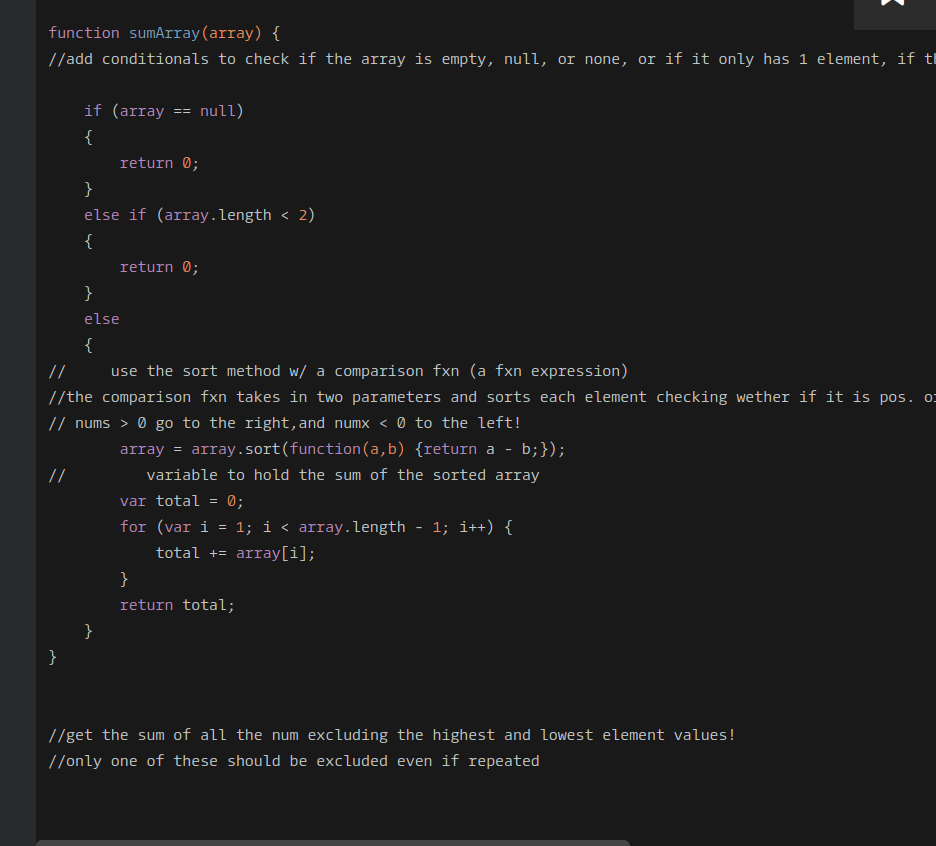 function sumArray(array) {
//add conditionals to check if the array is empty, null, or none, or if it only has 1 element, if
if (array == null)
{
return 0;
}
else if (array.length < 2)
{
return 0;
}
else
{
// use the sort method w/ a comparison fxn (a fxn expression)
//the comparison fxn takes in two parameters and sorts each element checking wether if it is pos.
// nums > 0 go to the right,and numx < 0 to the left!
array = array.sort(function(a,b) {return a - b;});
// variable to hold the sum of the sorted array
var total = 0;
for (var i = 1; i < array.length - 1; i++) {
total += array[i];
}
return total;
}
}
//get the sum of all the num excluding the highest and lowest element values!
//only one of these should be excluded even if repeated